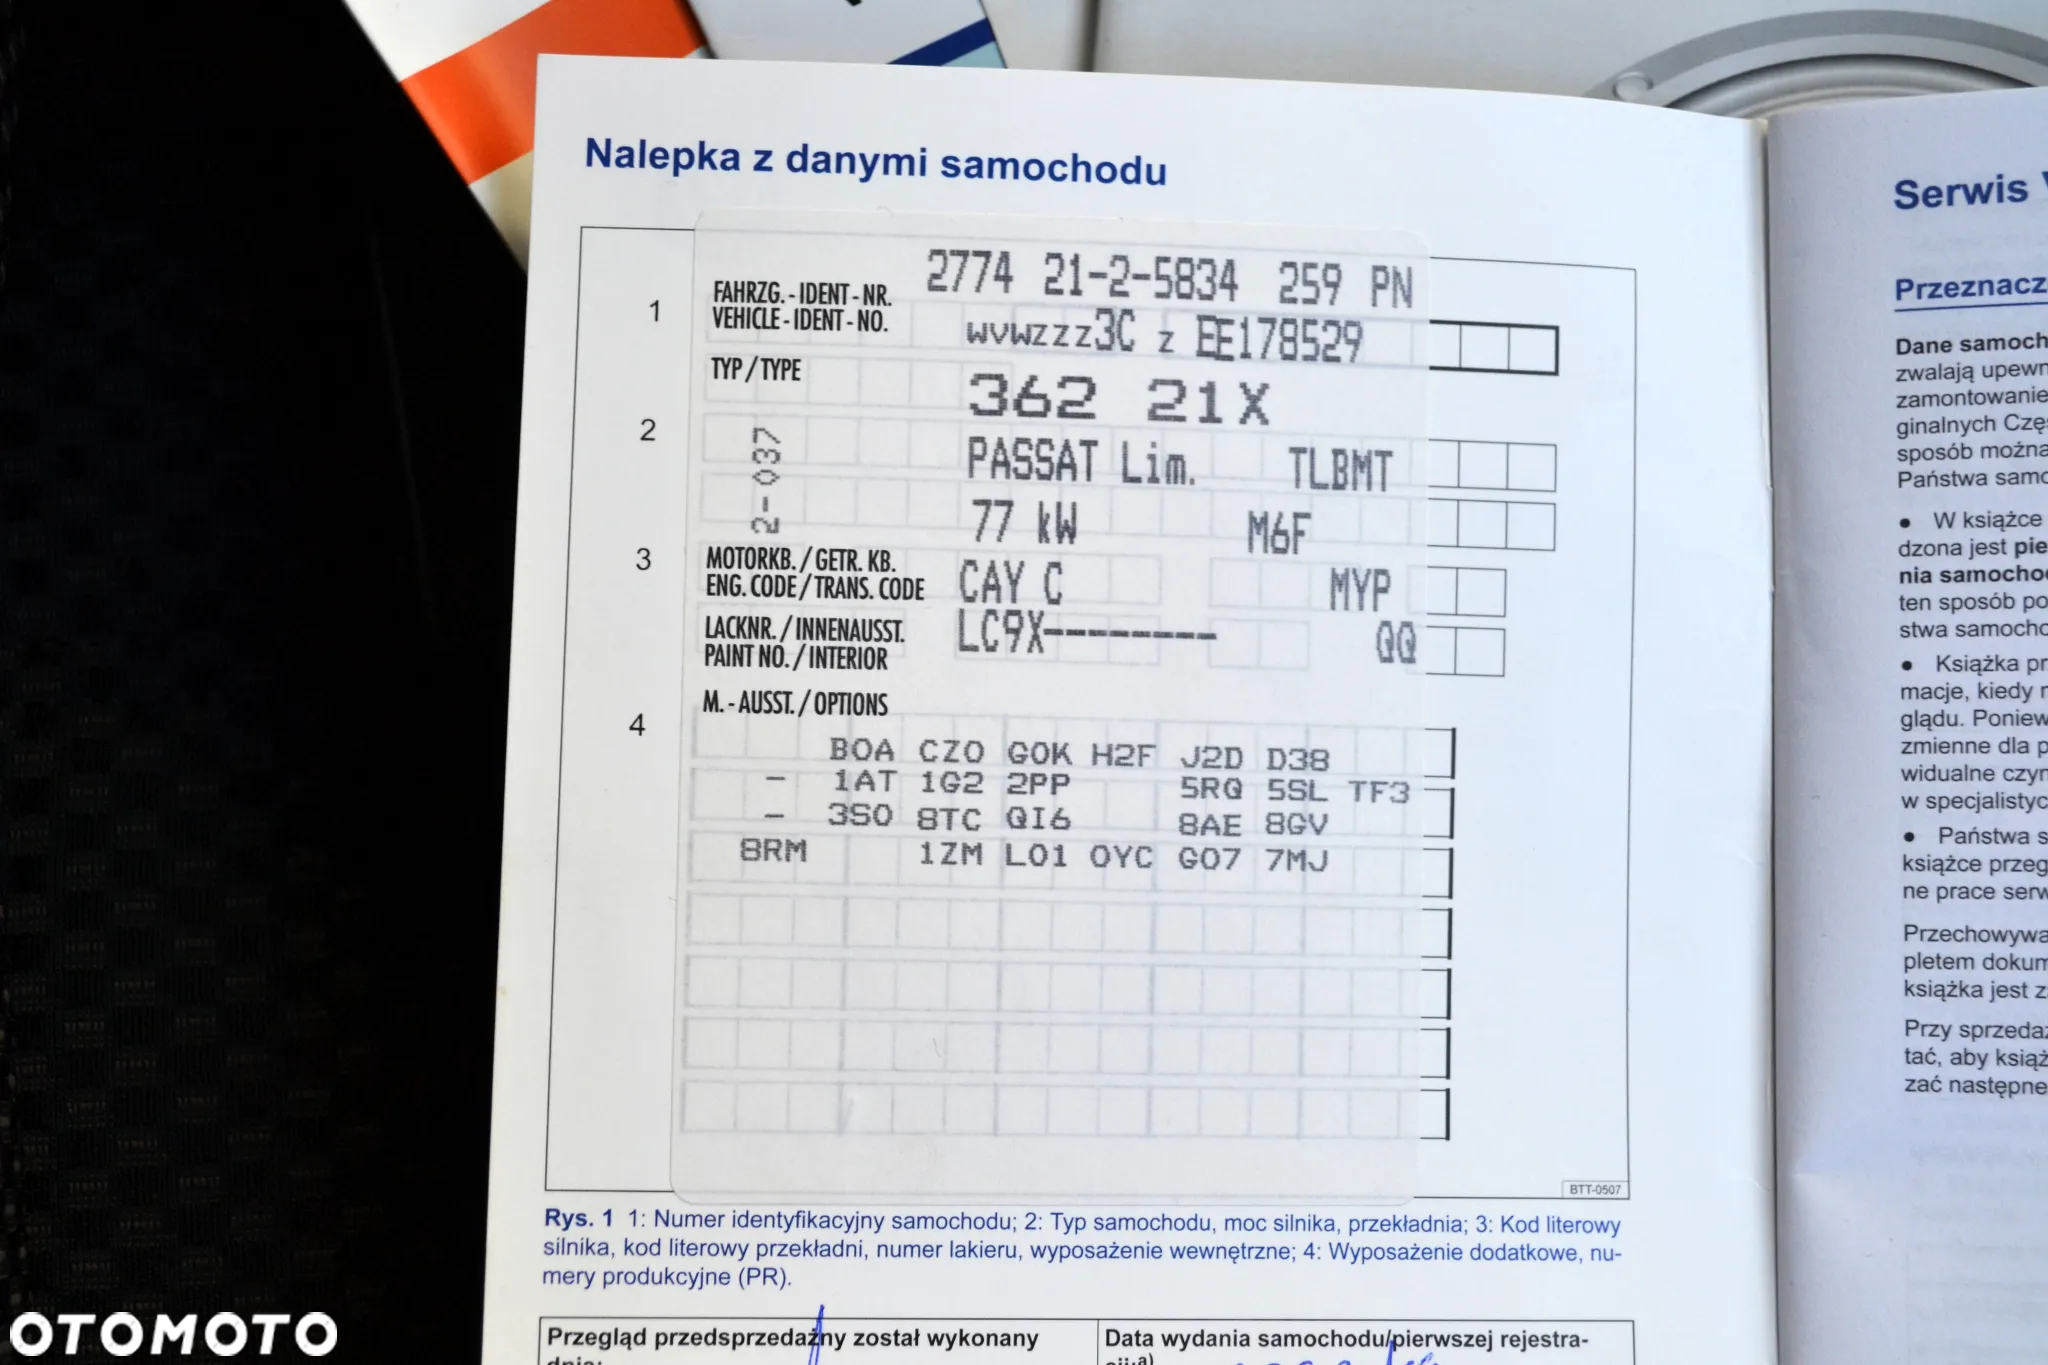 Nalepka z danymi samochodu
2774 21-2-5834 259 PN
1
FAHRZG.-IDENT-NR.
VEHICLE-IDENT-NO.
WVWZZZ3C Z EE178529
TYP/TYPE
362 21X
2
2-037
PASSAT Lim. TLBMT
77 kW M6F
3
MOTORKB./GETR. KB.
ENG. CODE/TRANS. CODE
CAY C MYP
LACKNR./INNENAUSST.
PAINT NO./INTERIOR
LC9X-------- QQ
4
M.-AUSST./OPTIONS
B0A CZ0 G0K H2F J2D D38
- 1AT 1G2 2PP 5RQ 5SL TF3
- 3S0 8TC QI6 8AE 8GV
8RM 1ZM L01 0YC G07 7MJ
BTT-0507
Rys. 1 1: Numer identyfikacyjny samochodu; 2: Typ samochodu, moc silnika, przekładnia; 3: Kod literowy
silnika, kod literowy przekładni, numer lakieru, wyposażenie wewnętrzne; 4: Wyposażenie dodatkowe, nu-
mery produkcyjne (PR).
Przegląd przedsprzedażny został wykonany
Data wydania samochodu/pierwszej rejestra-
Serwis
Przeznacz
Dane samoch
zwalają upewn
zamontowanie
ginalnych Częś
sposób można
Państwa samo
• W książce
dzona jest pie
nia samocho
ten sposób po
stwa samocho
• Książka pr
macje, kiedy n
glądu. Poniew
zmienne dla p
widualne czyn
w specjalistyc
• Państwa s
książce przeg
ne prace serw
Przechowywa
pletem dokum
książka jest z
Przy sprzedaż
tać, aby książ
zać następne
OTOMOTO